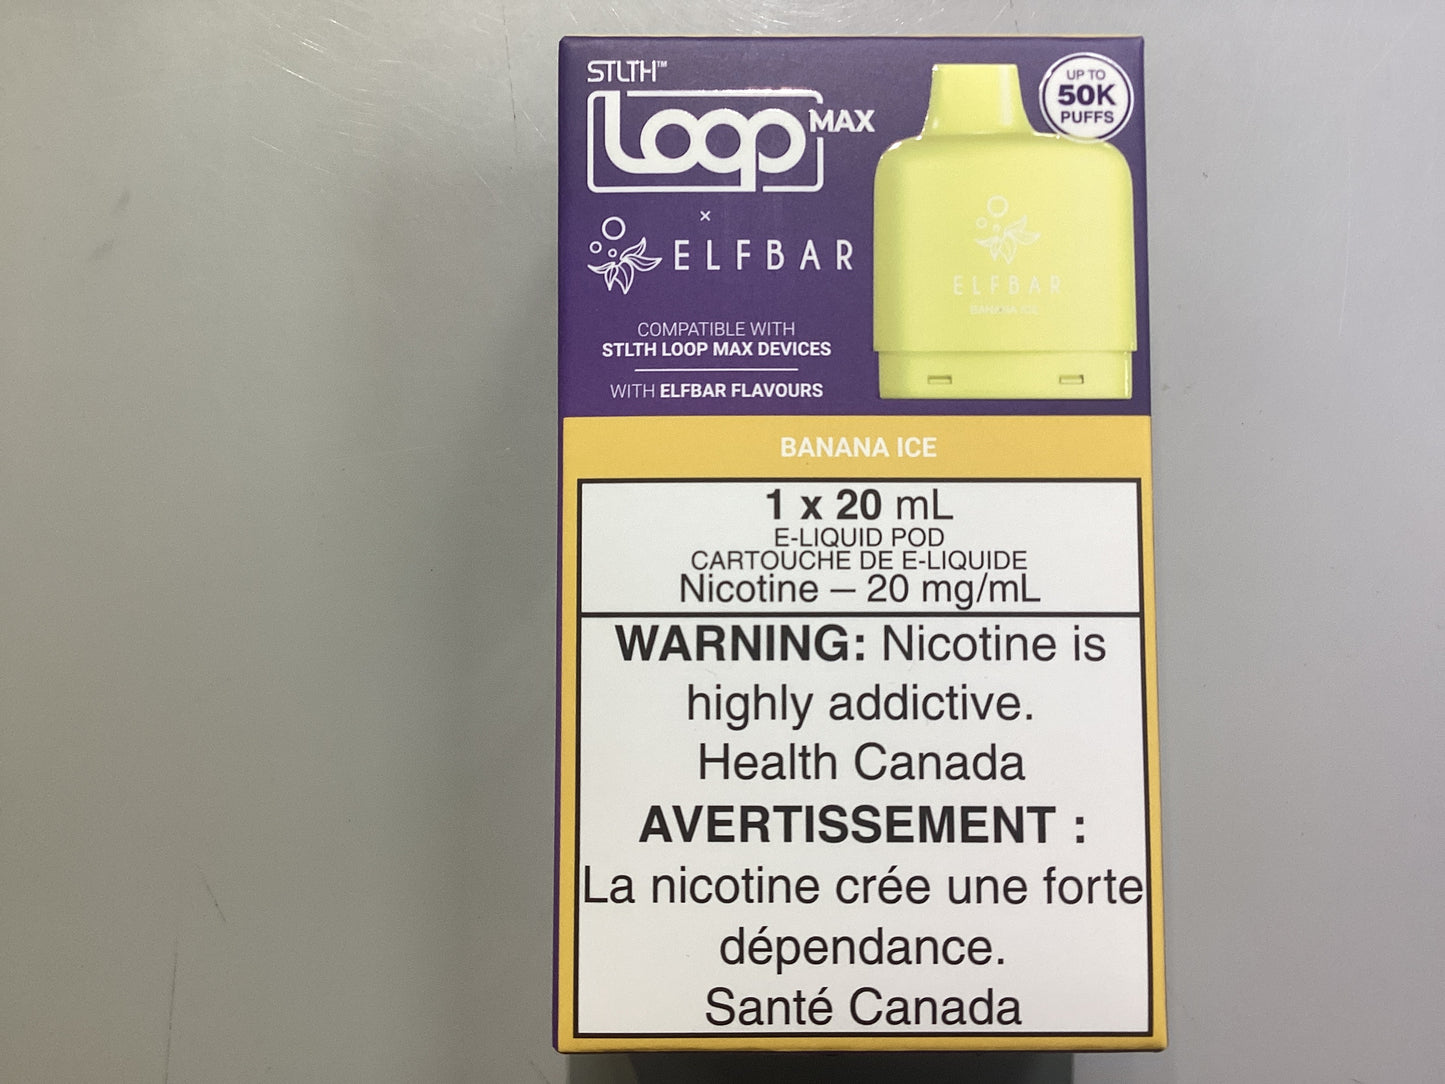 STLTH™
Loop MAX
×
ELFBAR
COMPATIBLE WITH
STLTH LOOP MAX DEVICES
WITH ELFBAR FLAVOURS
UP TO
50K
PUFFS
ELFBAR
BANANA ICE
BANANA ICE
1 x 20 mL
E-LIQUID POD
CARTOUCHE DE E-LIQUIDE
Nicotine – 20 mg/mL
WARNING: Nicotine is
highly addictive.
Health Canada
AVERTISSEMENT :
La nicotine crée une forte
dépendance.
Santé Canada